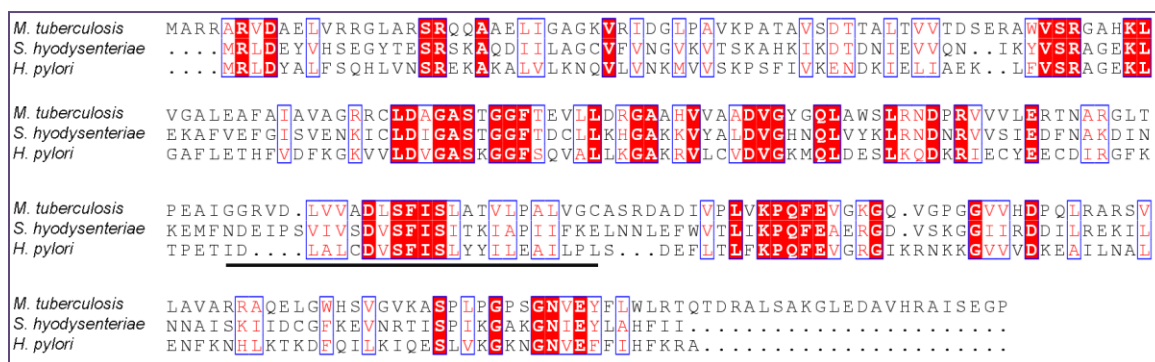 M. tuberculosis MARRARVDAELVRRGLARSRQQAAELIGAGKVRIDGLPAVKPATAVSDTTALTVVTDSERAWVSRGAHKL
S. hyodysenteriae ....MRLDEYVHSEGYTESRSKAQDIILAGCVFVNGVKVTSKAHKIKDTDNIEVVQN..IKYVSRAGEKL
H. pylori ....MRLDYALFSQHLVNSREKAKALVLKNQVLVNKMVVSKPSFIVKENDKIELIAEK..LFVSRAGEKL
M. tuberculosis VGALEAFAIAVAGRRCLDAGASTGGFTEVLLDRGAAHVVAADVGYGQLAWSLRNDPRVVVLERTNARGLT
S. hyodysenteriae EKAFVEFGISVENKICLDIGASTGGFTDCLLKHGAKKVYALDVGHNQLVYKLRNDNRVVSIEDFNAKDIN
H. pylori GAFLETHFVDFKGKVVLDVGASKGGFSQVALLKGAKRVLCVDVGKMQLDESLKQDKRIECYEECDIRGFK
M. tuberculosis PEAIGGRVD.LVVADLSFISLATVLPALVGCASRDADIVPLVKPQFEVGKGQ.VGPGGVVHDPQLRARSV
S. hyodysenteriae KEMFNDEIPSVIVSDVSFISITKIAPIIFKELNNLEFWVTLIKPQFEAERGD.VSKGGIIRDDILREKIL
H. pylori TPETID....LALCDVSFISLYYILEAILPLS...DEFLTLFKPQFEVGRGIKRNKKGVVVDKEAILNAL
M. tuberculosis LAVARRAQELGWHSVGVKASPLPGPSGNVEYFLWLRTQTDRALSAKGLEDAVHRAISEGP
S. hyodysenteriae NNAISKIIDCGFKEVNRTISPIKGAKGNIEYLAHFII.......................
H. pylori ENFKNHLKTKDFQILKIQESLVKGKNGNVEFFIHFKRA......................